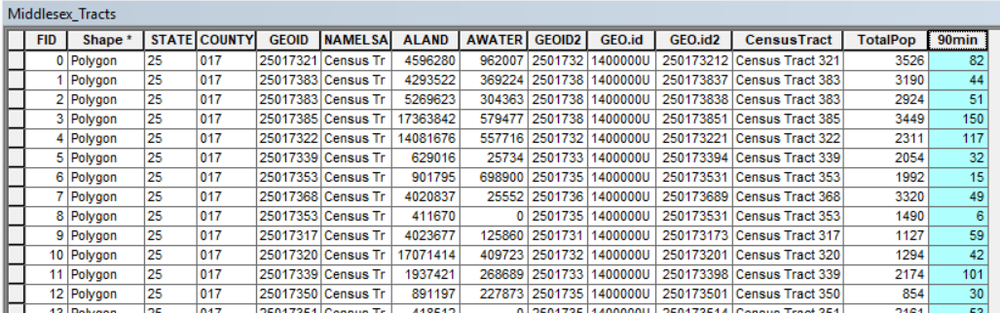 Middlesex_Tracts
FID Shape * STATE COUNTY GEOID NAMELSA ALAND AWATER GEOID2 GEO.id GEO.id2 CensusTract TotalPop 90min
0 Polygon 25 017 25017321 Census Tr 4596280 962007 2501732 1400000U 250173212 Census Tract 321 3526 82
1 Polygon 25 017 25017383 Census Tr 4293522 369224 2501738 1400000U 250173837 Census Tract 383 3190 44
2 Polygon 25 017 25017383 Census Tr 5269623 304363 2501738 1400000U 250173838 Census Tract 383 2924 51
3 Polygon 25 017 25017385 Census Tr 17363842 579477 2501738 1400000U 250173851 Census Tract 385 3449 150
4 Polygon 25 017 25017322 Census Tr 14081676 557716 2501732 1400000U 250173221 Census Tract 322 2311 117
5 Polygon 25 017 25017339 Census Tr 629016 25734 2501733 1400000U 250173394 Census Tract 339 2054 32
6 Polygon 25 017 25017353 Census Tr 901795 698900 2501735 1400000U 250173531 Census Tract 353 1992 15
7 Polygon 25 017 25017368 Census Tr 4020837 25552 2501736 1400000U 250173689 Census Tract 368 3320 49
8 Polygon 25 017 25017353 Census Tr 411670 0 2501735 1400000U 250173531 Census Tract 353 1490 6
9 Polygon 25 017 25017317 Census Tr 4023677 125860 2501731 1400000U 250173173 Census Tract 317 1127 59
10 Polygon 25 017 25017320 Census Tr 17071414 409723 2501732 1400000U 250173201 Census Tract 320 1294 42
11 Polygon 25 017 25017339 Census Tr 1937421 268689 2501733 1400000U 250173398 Census Tract 339 2174 101
12 Polygon 25 017 25017350 Census Tr 891197 227873 2501735 1400000U 250173501 Census Tract 350 854 30
13 Polygon 25 017 25017351 Census Tr 418512 0 2501735 1400000U 250173514 Census Tract 351 2161 53